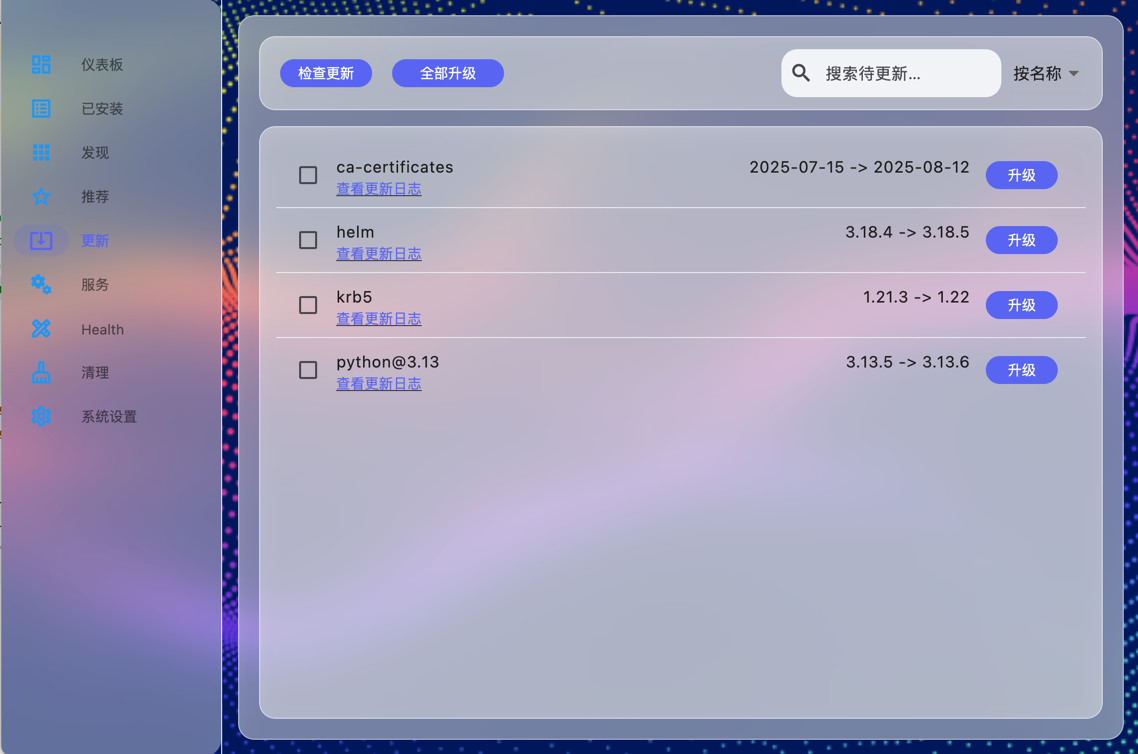 仪表板
已安装
发现
推荐
更新
服务
Health
清理
系统设置
检查更新 全部升级 搜索待更新... 按名称
ca-certificates 2025-07-15 -> 2025-08-12 升级
查看更新日志
helm 3.18.4 -> 3.18.5 升级
查看更新日志
krb5 1.21.3 -> 1.22 升级
查看更新日志
python@3.13 3.13.5 -> 3.13.6 升级
查看更新日志